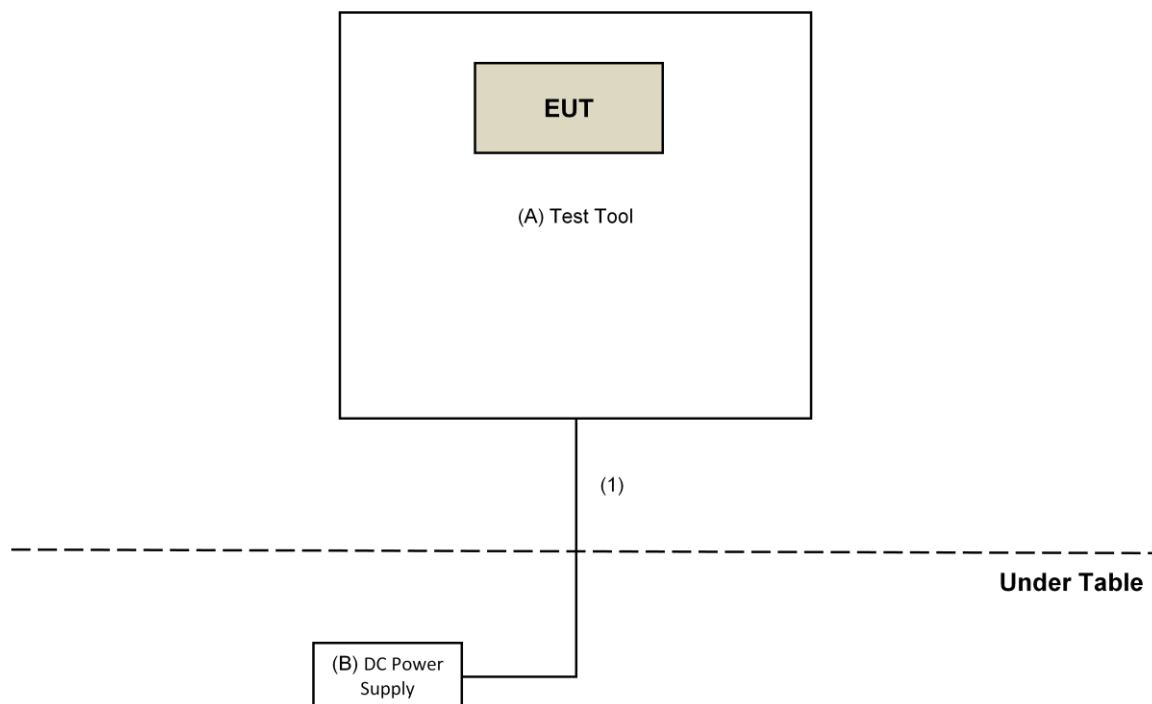 EUT
(A) Test Tool
(1)
Under Table
(B) DC Power
Supply